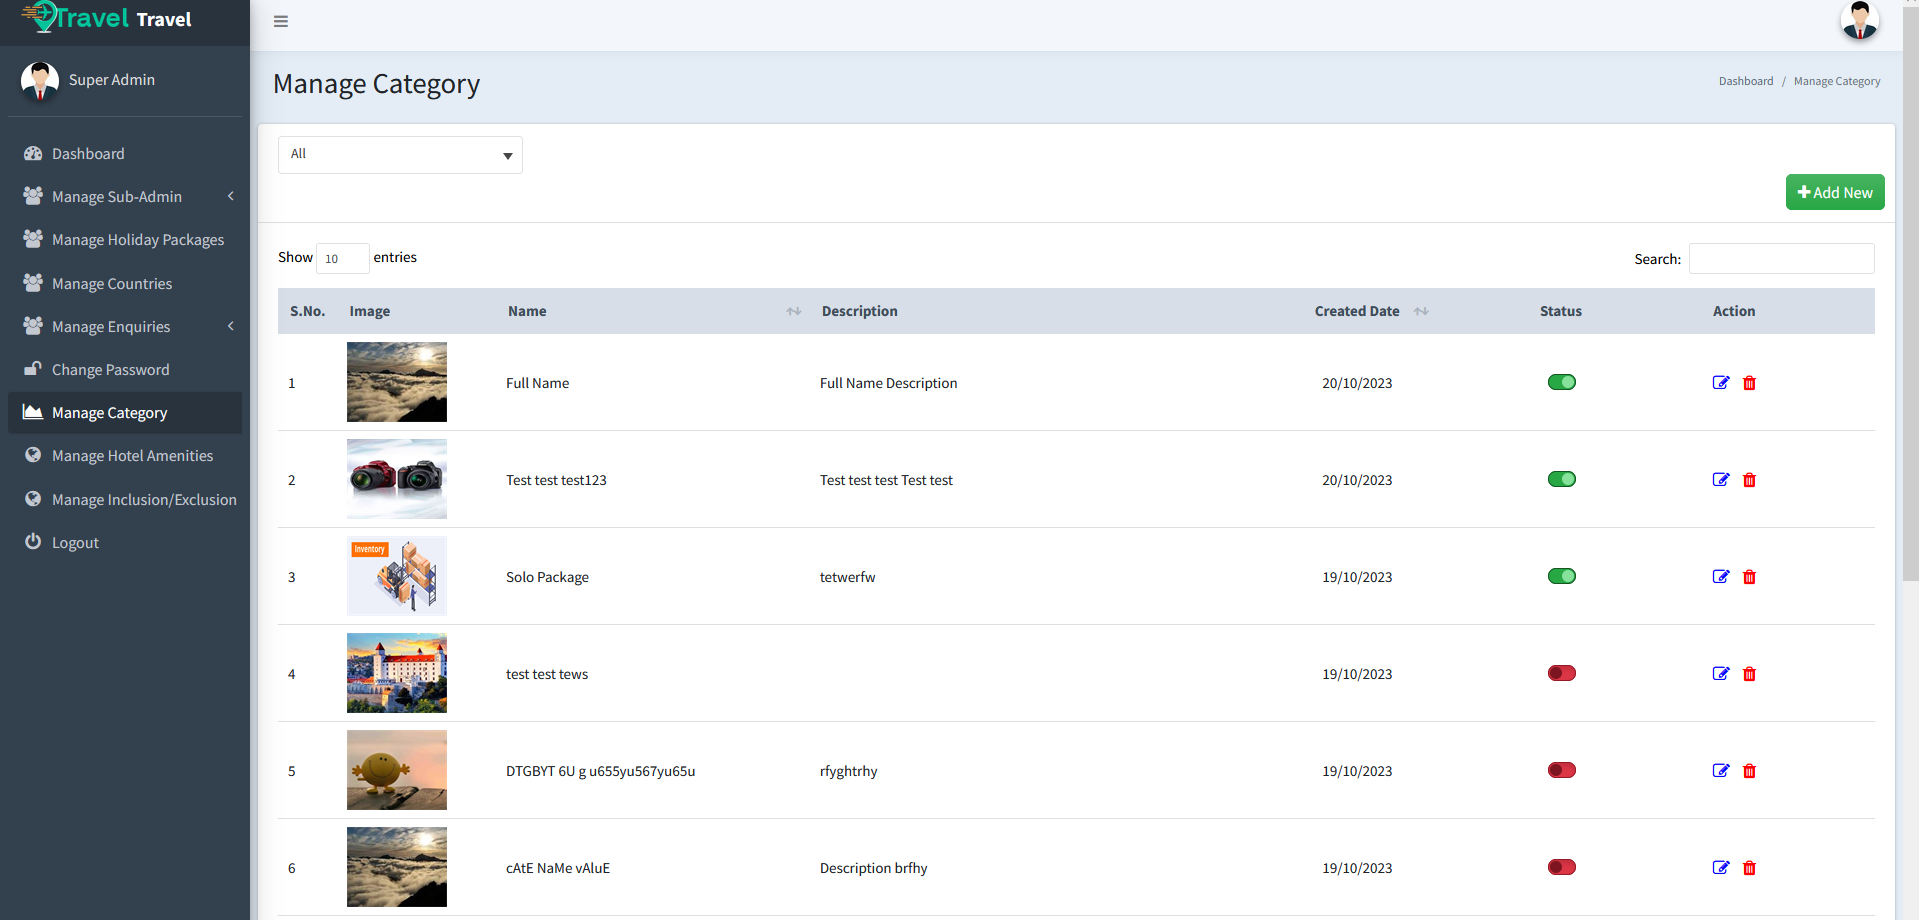 Travel Travel
Super Admin
Dashboard
Manage Sub-Admin
Manage Holiday Packages
Manage Countries
Manage Enquiries
Change Password
Manage Category
Manage Hotel Amenities
Manage Inclusion/Exclusion
Logout
Manage Category
Dashboard / Manage Category
All
Add New
Show 10 entries
Search:
S.No. Image Name Description Created Date Status Action
1 Full Name Full Name Description 20/10/2023
2 Test test test123 Test test test Test test 20/10/2023
Inventory
3 Solo Package tetwerfw 19/10/2023
4 test test tews 19/10/2023
5 DTGBYT 6U g u655yu567yu65u rfyghtrhy 19/10/2023
6 cAtE NaMe vAluE Description brfhy 19/10/2023